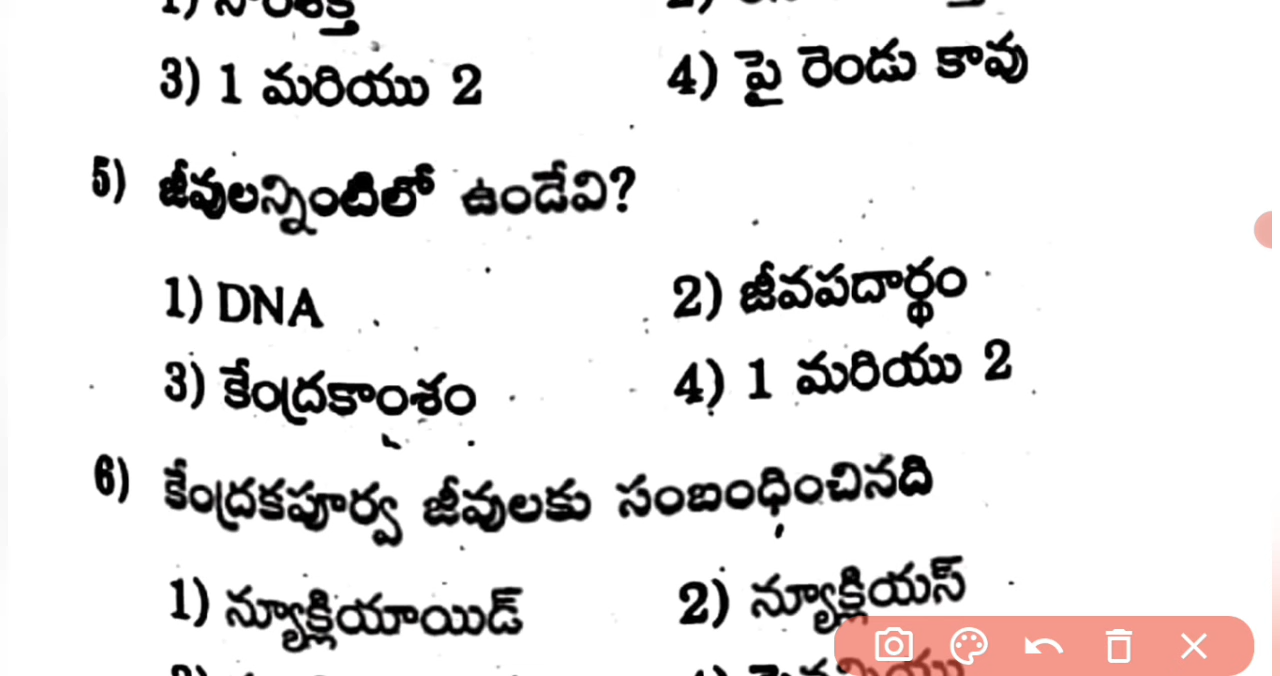 3) 1 మరియు 2 4) పై రెండు కావు
5) జీవులన్నింటిలో ఉండేవి?
1) DNA 2) జీవపదార్థం
3) కేంద్రకాంశం 4) 1 మరియు 2
6) కేంద్రకపూర్వ జీవులకు సంబంధించినది
1) న్యూక్లియాయిడ్ 2) న్యూక్లియస్